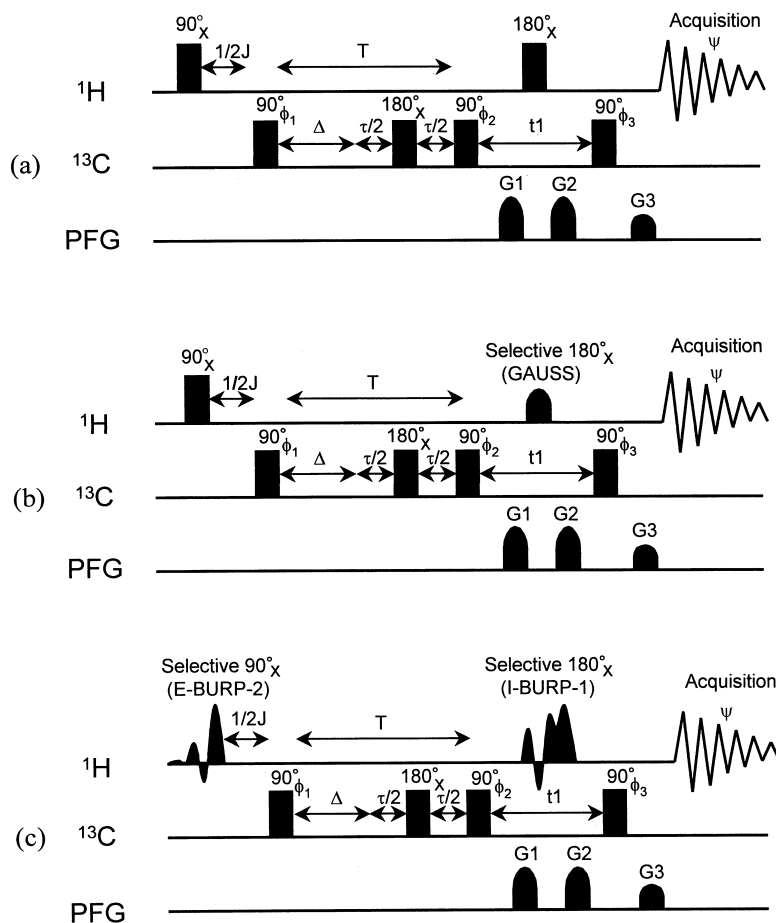 90°x 180°x Acquisition
1/2J T ψ
¹H
90°ϕ₁ 180°x 90°ϕ₂ 90°ϕ₃
Δ τ/2 τ/2 t1
(a) ¹³C
G1 G2 G3
PFG
90°x Selective 180°x Acquisition
(GAUSS)
1/2J T ψ
¹H
90°ϕ₁ 180°x 90°ϕ₂ 90°ϕ₃
Δ τ/2 τ/2 t1
(b) ¹³C
G1 G2 G3
PFG
Selective 90°x Selective 180°x Acquisition
(E-BURP-2) (I-BURP-1)
1/2J T ψ
¹H
90°ϕ₁ 180°x 90°ϕ₂ 90°ϕ₃
Δ τ/2 τ/2 t1
(c) ¹³C
G1 G2 G3
PFG